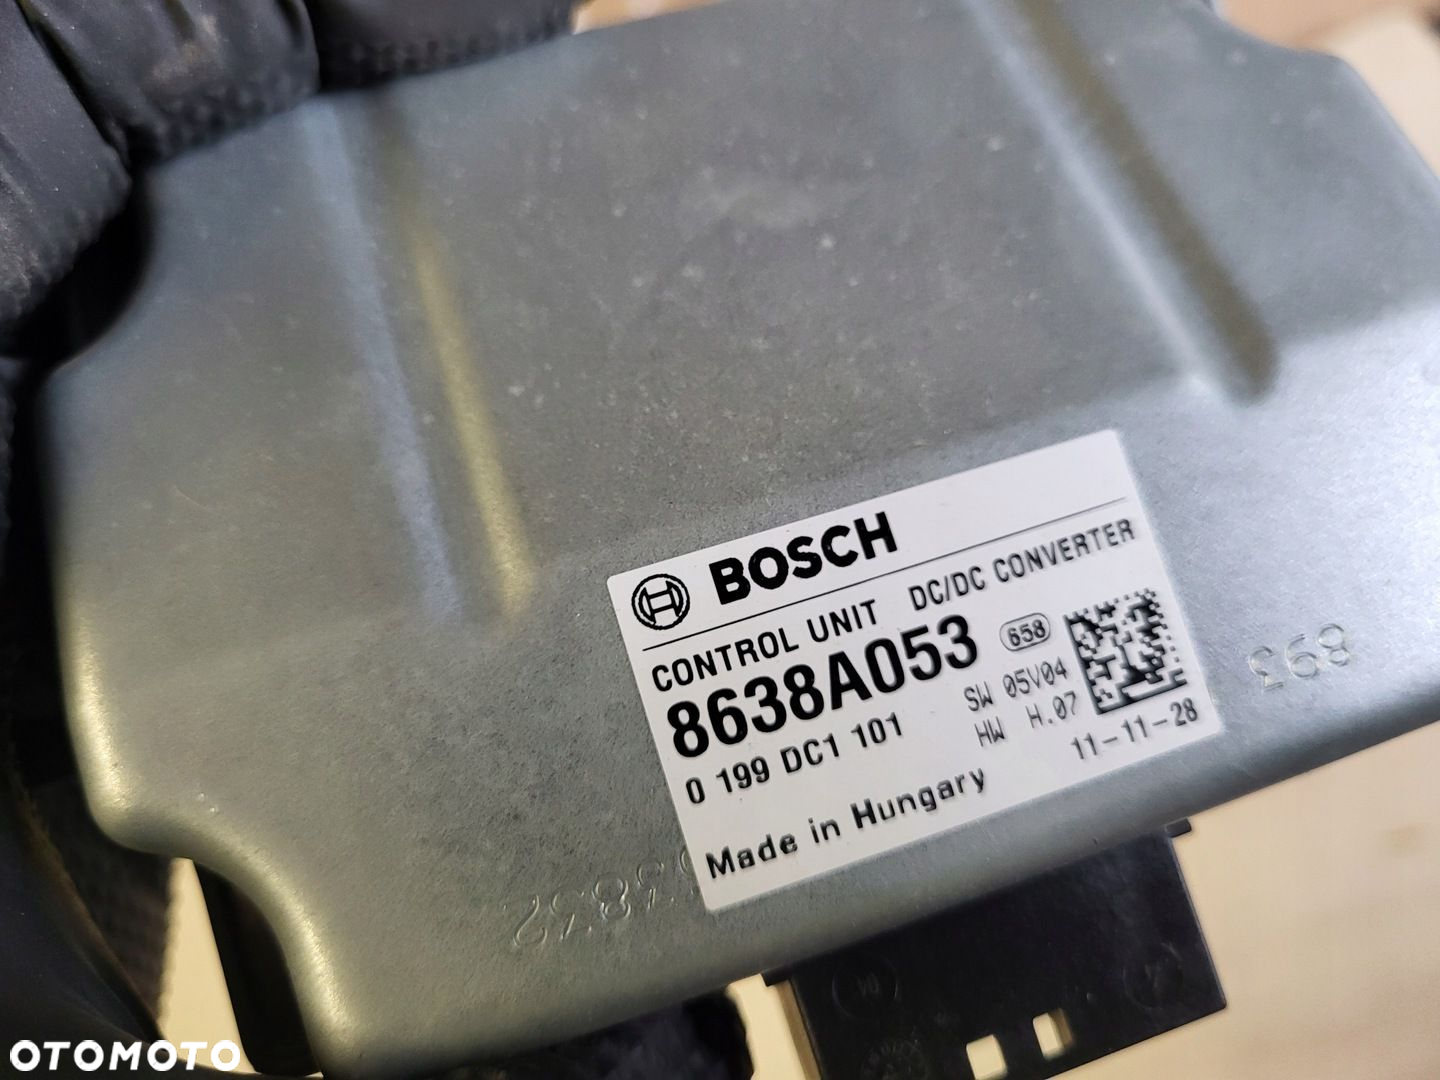 BOSCH
CONTROL UNIT DC/DC CONVERTER
8638A053 658
0 199 DC1 101
SW 05V04
HW H.07
11-11-28
Made in Hungary
893
OTOMOTO